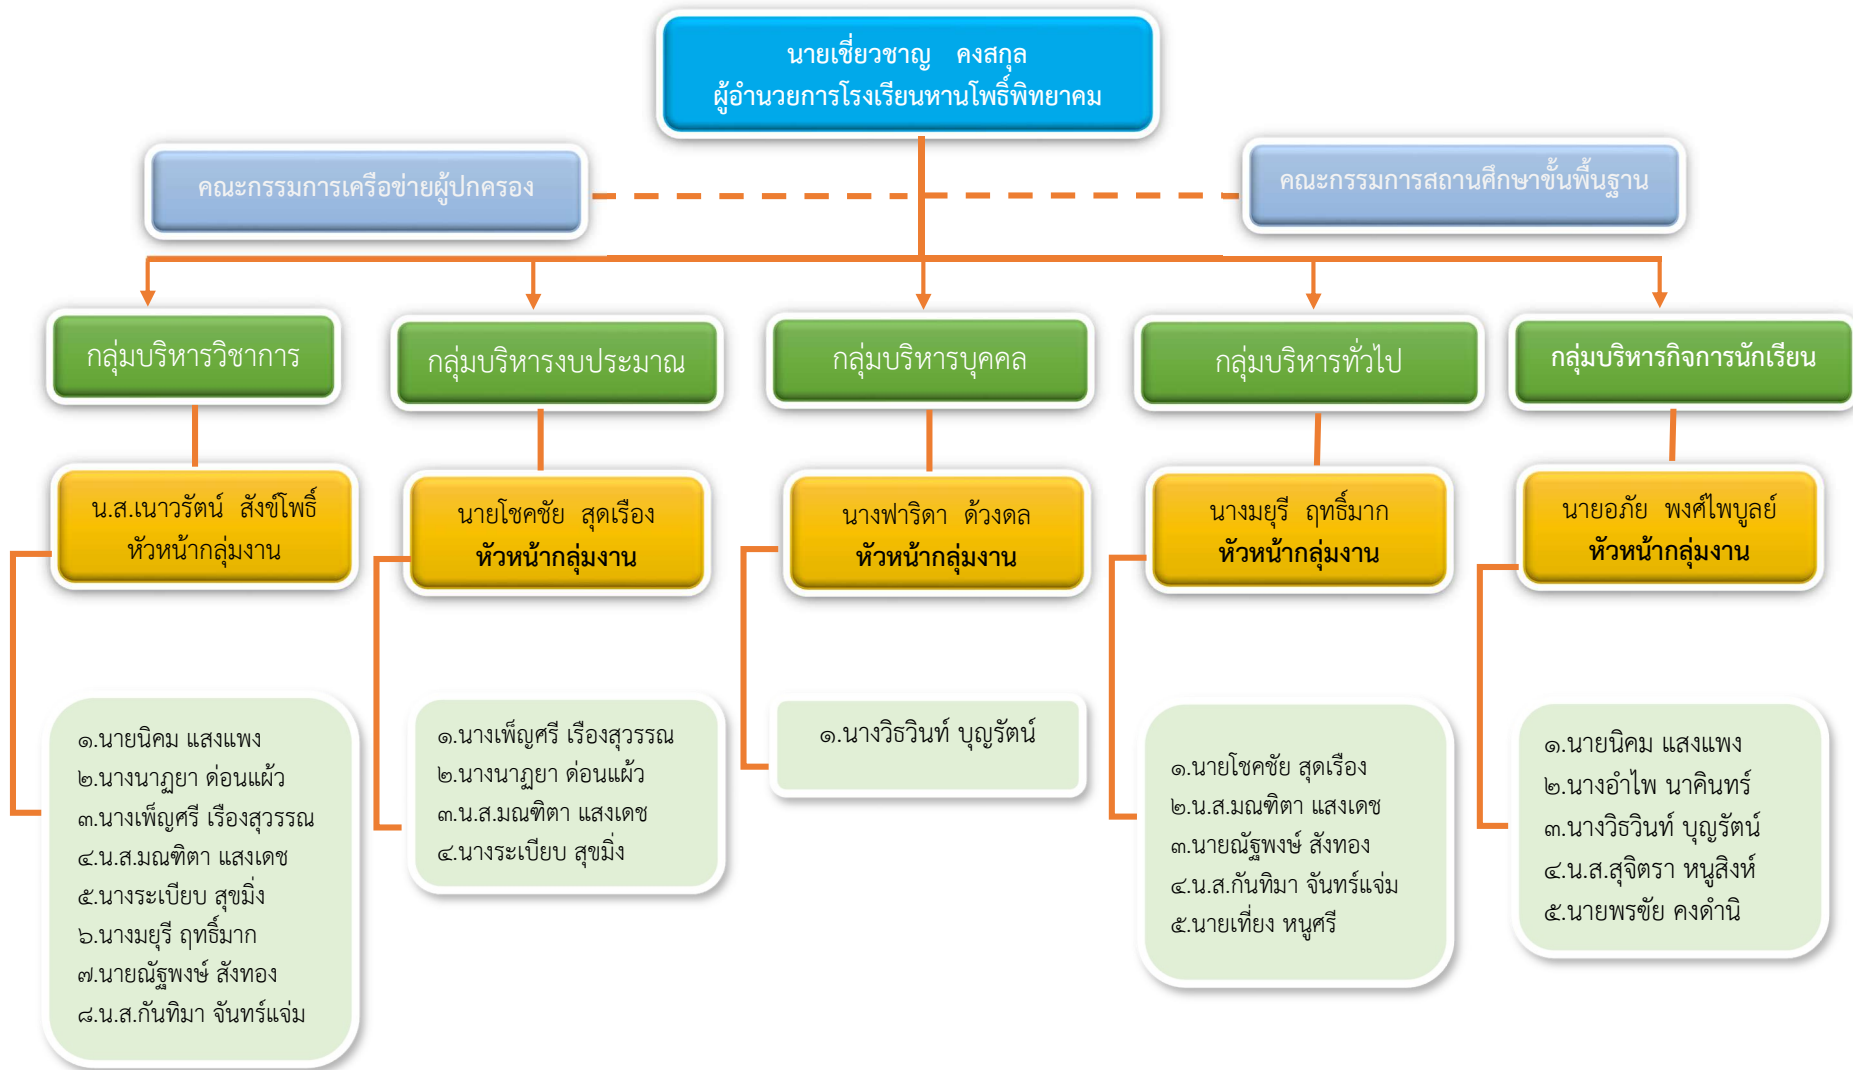 นายเชี่ยวชาญ คงสกุล
ผู้อำนวยการโรงเรียนหานโพธิ์พิทยาคม
คณะกรรมการเครือข่ายผู้ปกครอง
คณะกรรมการสถานศึกษาขั้นพื้นฐาน
กลุ่มบริหารวิชาการ
กลุ่มบริหารงบประมาณ
กลุ่มบริหารบุคคล
กลุ่มบริหารทั่วไป
กลุ่มบริหารกิจการนักเรียน
น.ส.เนาวรัตน์ สังข์โพธิ์
หัวหน้ากลุ่มงาน
นายโชคชัย สุดเรือง
หัวหน้ากลุ่มงาน
นางฟาริดา ด้วงดล
หัวหน้ากลุ่มงาน
นางมยุรี ฤทธิ์มาก
หัวหน้ากลุ่มงาน
นายอภัย พงศ์ไพบูลย์
หัวหน้ากลุ่มงาน
๑.นายนิคม แสงแพง
๒.นางนาฏยา ด่อนแผ้ว
๓.นางเพ็ญศรี เรืองสุวรรณ
๔.น.ส.มณฑิตา แสงเดช
๕.นางระเบียบ สุขมิ่ง
๖.นางมยุรี ฤทธิ์มาก
๗.นายณัฐพงษ์ สังทอง
๘.น.ส.กันทิมา จันทร์แจ่ม
๑.นางเพ็ญศรี เรืองสุวรรณ
๒.นางนาฏยา ด่อนแผ้ว
๓.น.ส.มณฑิตา แสงเดช
๔.นางระเบียบ สุขมิ่ง
๑.นางวิธวินท์ บุญรัตน์
๑.นายโชคชัย สุดเรือง
๒.น.ส.มณฑิตา แสงเดช
๓.นายณัฐพงษ์ สังทอง
๔.น.ส.กันทิมา จันทร์แจ่ม
๕.นายเที่ยง หนูศรี
๑.นายนิคม แสงแพง
๒.นางอำไพ นาคินทร์
๓.นางวิธวินท์ บุญรัตน์
๔.น.ส.สุจิตรา หนูสิงห์
๕.นายพรชัย คงดำนิ